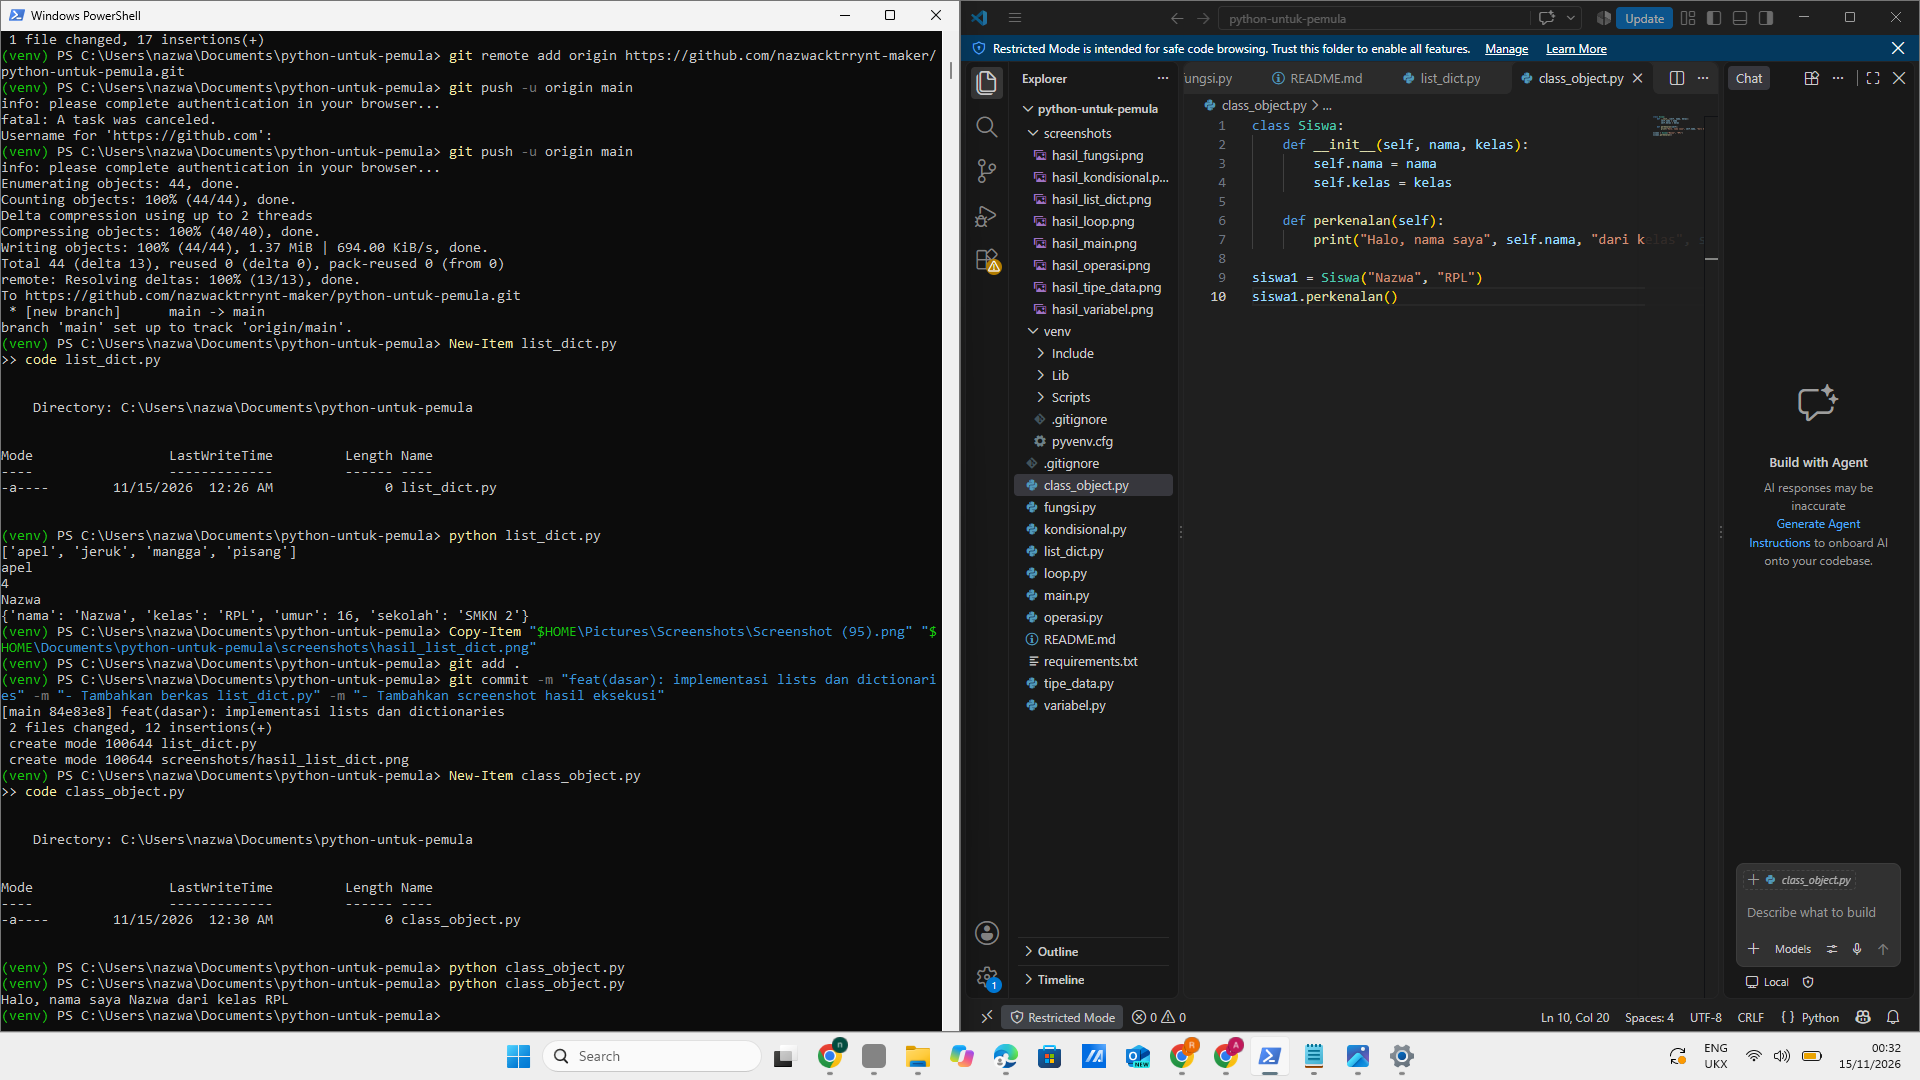 Windows PowerShell
1 file changed, 17 insertions(+)
(venv) PS C:\Users\nazwa\Documents\python-untuk-pemula> git remote add origin https://github.com/nazwacktrrynt-maker/
python-untuk-pemula.git
(venv) PS C:\Users\nazwa\Documents\python-untuk-pemula> git push -u origin main
info: please complete authentication in your browser...
fatal: A task was canceled.
Username for 'https://github.com':
(venv) PS C:\Users\nazwa\Documents\python-untuk-pemula> git push -u origin main
info: please complete authentication in your browser...
Enumerating objects: 44, done.
Counting objects: 100% (44/44), done.
Delta compression using up to 2 threads
Compressing objects: 100% (40/40), done.
Writing objects: 100% (44/44), 1.37 MiB | 694.00 KiB/s, done.
Total 44 (delta 13), reused 0 (delta 0), pack-reused 0 (from 0)
remote: Resolving deltas: 100% (13/13), done.
To https://github.com/nazwacktrrynt-maker/python-untuk-pemula.git
* [new branch]      main -> main
branch 'main' set up to track 'origin/main'.
(venv) PS C:\Users\nazwa\Documents\python-untuk-pemula> New-Item list_dict.py
>> code list_dict.py
Directory: C:\Users\nazwa\Documents\python-untuk-pemula
Mode                 LastWriteTime         Length Name
----                 -------------         ------ ----
-a----        11/15/2026  12:26 AM              0 list_dict.py
(venv) PS C:\Users\nazwa\Documents\python-untuk-pemula> python list_dict.py
['apel', 'jeruk', 'mangga', 'pisang']
apel
4
Nazwa
{'nama': 'Nazwa', 'kelas': 'RPL', 'umur': 16, 'sekolah': 'SMKN 2'}
(venv) PS C:\Users\nazwa\Documents\python-untuk-pemula> Copy-Item "$HOME\Pictures\Screenshots\Screenshot (95).png" "$
HOME\Documents\python-untuk-pemula\screenshots\hasil_list_dict.png"
(venv) PS C:\Users\nazwa\Documents\python-untuk-pemula> git add .
(venv) PS C:\Users\nazwa\Documents\python-untuk-pemula> git commit -m "feat(dasar): implementasi lists dan dictionari
es" -m "- Tambahkan berkas list_dict.py" -m "- Tambahkan screenshot hasil eksekusi"
[main 84e83e8] feat(dasar): implementasi lists dan dictionaries
2 files changed, 12 insertions(+)
create mode 100644 list_dict.py
create mode 100644 screenshots/hasil_list_dict.png
(venv) PS C:\Users\nazwa\Documents\python-untuk-pemula> New-Item class_object.py
>> code class_object.py
Directory: C:\Users\nazwa\Documents\python-untuk-pemula
Mode                 LastWriteTime         Length Name
----                 -------------         ------ ----
-a----        11/15/2026  12:30 AM              0 class_object.py
(venv) PS C:\Users\nazwa\Documents\python-untuk-pemula> python class_object.py
(venv) PS C:\Users\nazwa\Documents\python-untuk-pemula> python class_object.py
Halo, nama saya Nazwa dari kelas RPL
(venv) PS C:\Users\nazwa\Documents\python-untuk-pemula>
python-untuk-pemula
Update
Restricted Mode is intended for safe code browsing. Trust this folder to enable all features. Manage Learn More
Explorer
python-untuk-pemula
screenshots
hasil_fungsi.png
hasil_kondisional.p...
hasil_list_dict.png
hasil_loop.png
hasil_main.png
hasil_operasi.png
hasil_tipe_data.png
hasil_variabel.png
venv
Include
Lib
Scripts
.gitignore
pyvenv.cfg
.gitignore
class_object.py
fungsi.py
kondisional.py
list_dict.py
loop.py
main.py
operasi.py
README.md
requirements.txt
tipe_data.py
variabel.py
Outline
Timeline
ungsi.py README.md list_dict.py class_object.py
class_object.py > ...
1 class Siswa:
2     def __init__(self, nama, kelas):
3         self.nama = nama
4         self.kelas = kelas
5
6     def perkenalan(self):
7         print("Halo, nama saya", self.nama, "dari kelas", s
8
9 siswa1 = Siswa("Nazwa", "RPL")
10 siswa1.perkenalan()
Chat
Build with Agent
AI responses may be
inaccurate
Generate Agent
Instructions to onboard AI
onto your codebase.
class_object.py
Describe what to build
Models
Local
1
Restricted Mode 0 0
Ln 10, Col 20 Spaces: 4 UTF-8 CRLF { } Python
Search
n
NEW
R
A
ENG
UKX
00:32
15/11/2026